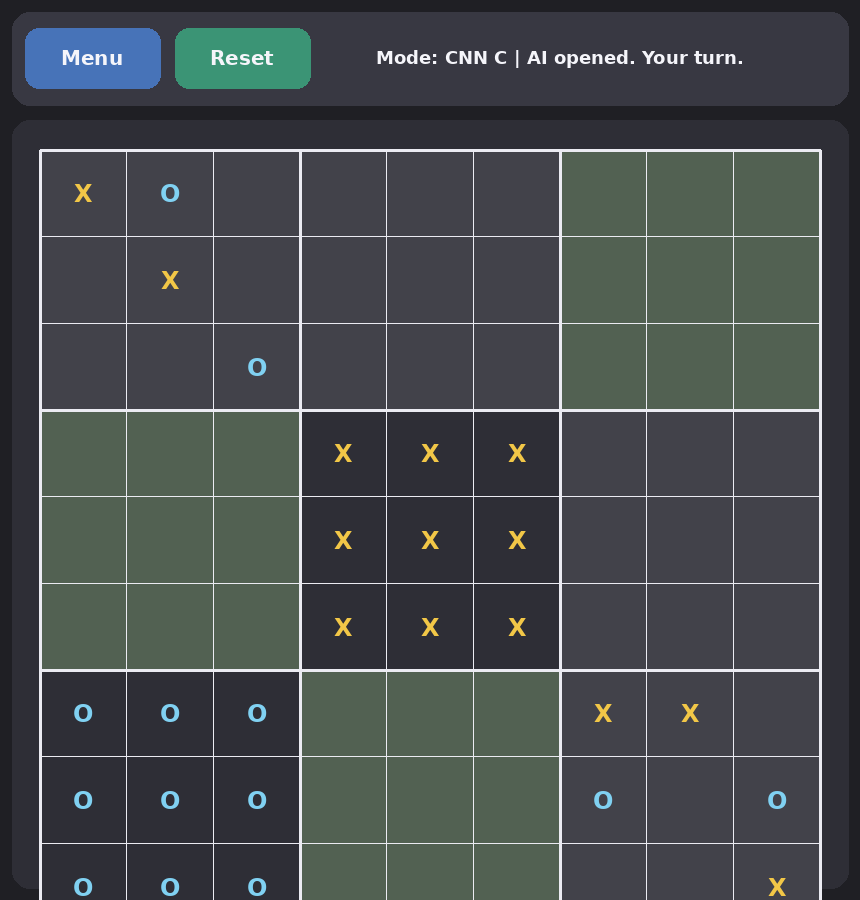 Menu Reset Mode: CNN C | AI opened. Your turn.
X O
X
O
X X X
X X X
X X X
O O O X X
O O O O O
O O O X